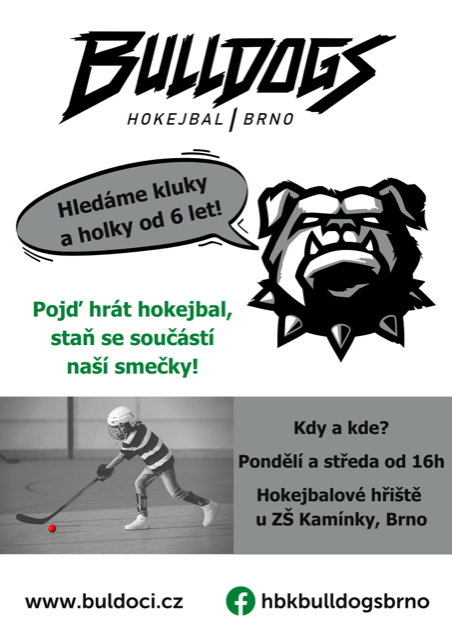 BULLDOGS
HOKEJBAL / BRNO
Hledáme kluky
a holky od 6 let!
Pojď hrát hokejbal,
staň se součástí
naší smečky!
Kdy a kde?
Pondělí a středa od 16h
Hokejbalové hřiště
u ZŠ Kamínky, Brno
www.buldoci.cz
hbkbulldogsbrno